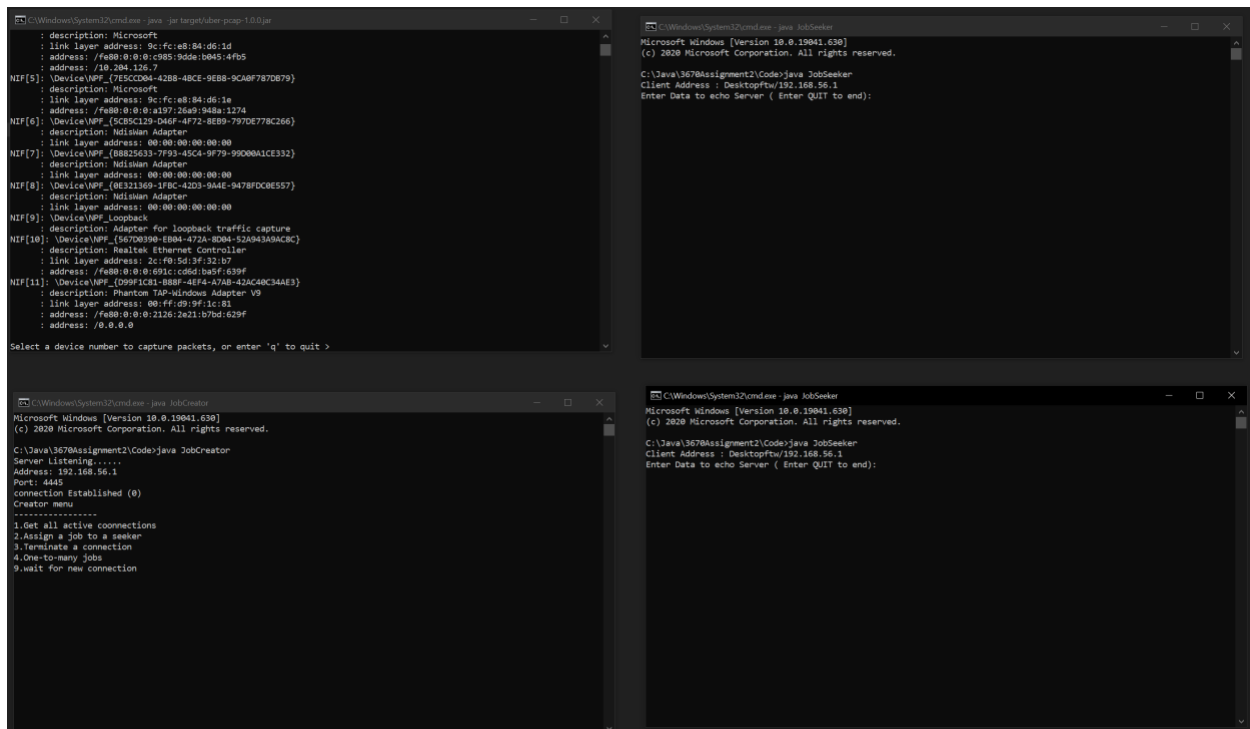 C:\Windows\System32\cmd.exe - java -jar target/uber-pcap-1.0.0.jar
: description: Microsoft
: link layer address: 9c:fc:e8:84:d6:1d
: address: /fe80:0:0:0:c985:9dde:b045:4fb5
: address: /10.204.126.7
NIF[5]: \Device\NPF_{7E5CCD04-42B8-4BCE-9EB8-9CA0F787DB79}
: description: Microsoft
: link layer address: 9c:fc:e8:84:d6:1e
: address: /fe80:0:0:0:a197:26a9:948a:1274
NIF[6]: \Device\NPF_{5CB5C129-D46F-4F72-8EB9-797DE778C266}
: description: NdisWan Adapter
: link layer address: 00:00:00:00:00:00
NIF[7]: \Device\NPF_{B8825633-7F93-45C4-9F79-99D00A1CE332}
: description: NdisWan Adapter
: link layer address: 00:00:00:00:00:00
NIF[8]: \Device\NPF_{0E321369-1FBC-42D3-9A4E-9478FDC0E557}
: description: NdisWan Adapter
: link layer address: 00:00:00:00:00:00
NIF[9]: \Device\NPF_Loopback
: description: Adapter for loopback traffic capture
NIF[10]: \Device\NPF_{567D0390-EB04-472A-8D04-52A943A9AC8C}
: description: Realtek Ethernet Controller
: link layer address: 2c:f0:5d:3f:32:b7
: address: /fe80:0:0:0:691c:cd6d:ba5f:639f
NIF[11]: \Device\NPF_{D99F1C81-B88F-4EF4-A7AB-42AC40C34AE3}
: description: Phantom TAP-Windows Adapter V9
: link layer address: 00:ff:d9:9f:1c:81
: address: /fe80:0:0:0:2126:2e21:b7bd:629f
: address: /0.0.0.0
Select a device number to capture packets, or enter 'q' to quit >
C:\Windows\System32\cmd.exe - java JobSeeker
Microsoft Windows [Version 10.0.19041.630]
(c) 2020 Microsoft Corporation. All rights reserved.
C:\Java\3670Assignment2\Code>java JobSeeker
Client Address : Desktopftw/192.168.56.1
Enter Data to echo Server ( Enter QUIT to end):
C:\Windows\System32\cmd.exe - java JobCreator
Microsoft Windows [Version 10.0.19041.630]
(c) 2020 Microsoft Corporation. All rights reserved.
C:\Java\3670Assignment2\Code>java JobCreator
Server Listening......
Address: 192.168.56.1
Port: 4445
connection Established (0)
Creator menu
-----------------
1.Get all active coonnections
2.Assign a job to a seeker
3.Terminate a connection
4.One-to-many jobs
9.wait for new connection
C:\Windows\System32\cmd.exe - java JobSeeker
Microsoft Windows [Version 10.0.19041.630]
(c) 2020 Microsoft Corporation. All rights reserved.
C:\Java\3670Assignment2\Code>java JobSeeker
Client Address : Desktopftw/192.168.56.1
Enter Data to echo Server ( Enter QUIT to end):